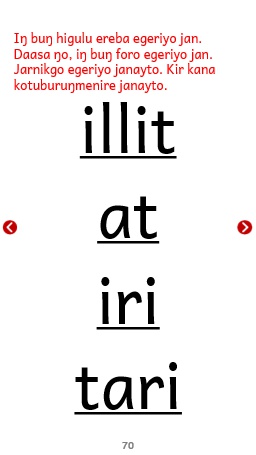 Iŋ buŋ higulu ereba egeriyo jan.
Daasa ŋo, iŋ buŋ foro egeriyo jan.
Jarnikgo egeriyo janayto. Kir kana
kotuburuŋmenire janayto.
illit
at
iri
tari
70